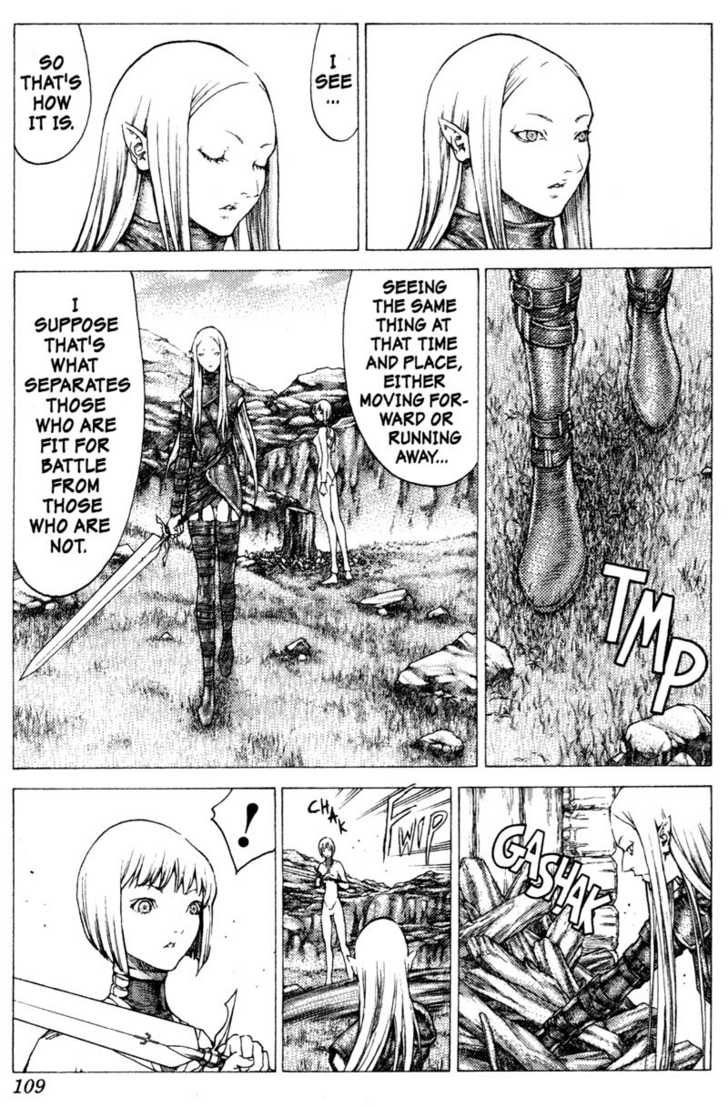 I
SEE
...
SO
THAT'S
HOW
IT IS.
TMP
SEEING
THE SAME
THING AT
THAT TIME
AND PLACE,
EITHER
MOVING FOR-
WARD OR
RUNNING
AWAY...
I
SUPPOSE
THAT'S
WHAT
SEPARATES
THOSE
WHO ARE
FIT FOR
BATTLE
FROM
THOSE
WHO ARE
NOT.
GASHAK
FWIP
CHAK
!
109